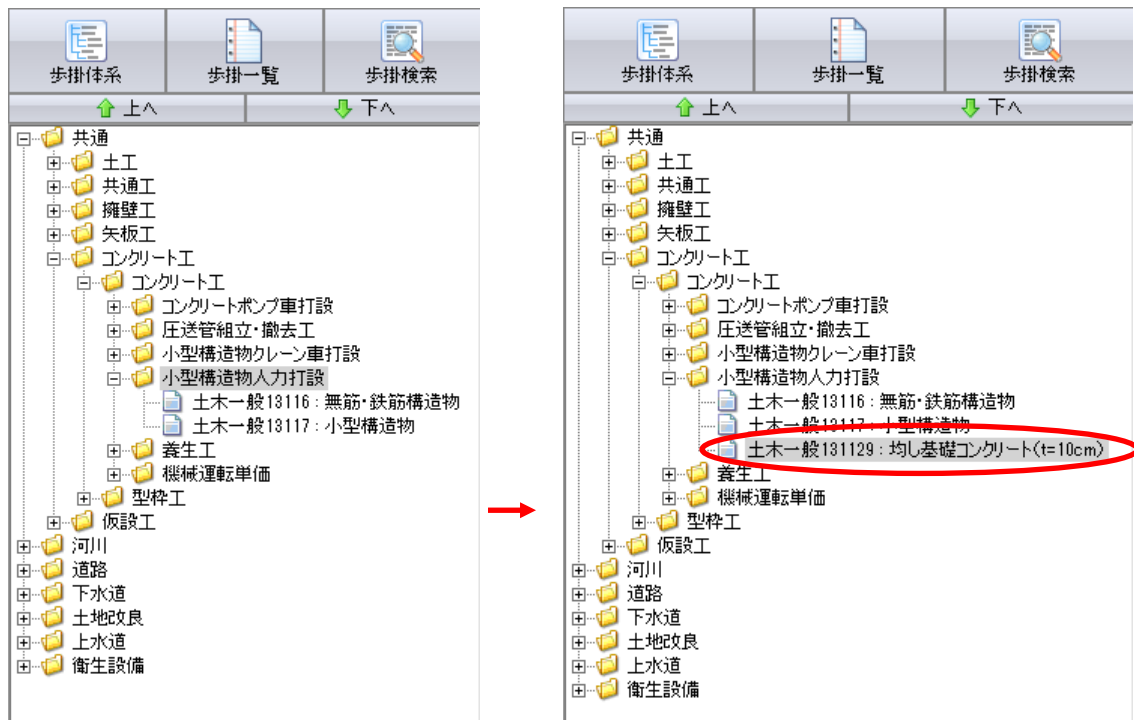 歩掛体系 歩掛一覧 歩掛検索
上へ 下へ
共通
土工
共通工
擁壁工
矢板工
コンクリート工
コンクリート工
コンクリートポンプ車打設
圧送管組立・撤去工
小型構造物クレーン車打設
小型構造物人力打設
土木一般13116：無筋・鉄筋構造物
土木一般13117：小型構造物
養生工
機械運転単価
型枠工
仮設工
河川
道路
下水道
土地改良
上水道
衛生設備
歩掛体系 歩掛一覧 歩掛検索
上へ 下へ
共通
土工
共通工
擁壁工
矢板工
コンクリート工
コンクリート工
コンクリートポンプ車打設
圧送管組立・撤去工
小型構造物クレーン車打設
小型構造物人力打設
土木一般13116：無筋・鉄筋構造物
土木一般13117：小型構造物
土木一般131129：均し基礎コンクリート(t=10cm)
養生工
機械運転単価
型枠工
仮設工
河川
道路
下水道
土地改良
上水道
衛生設備